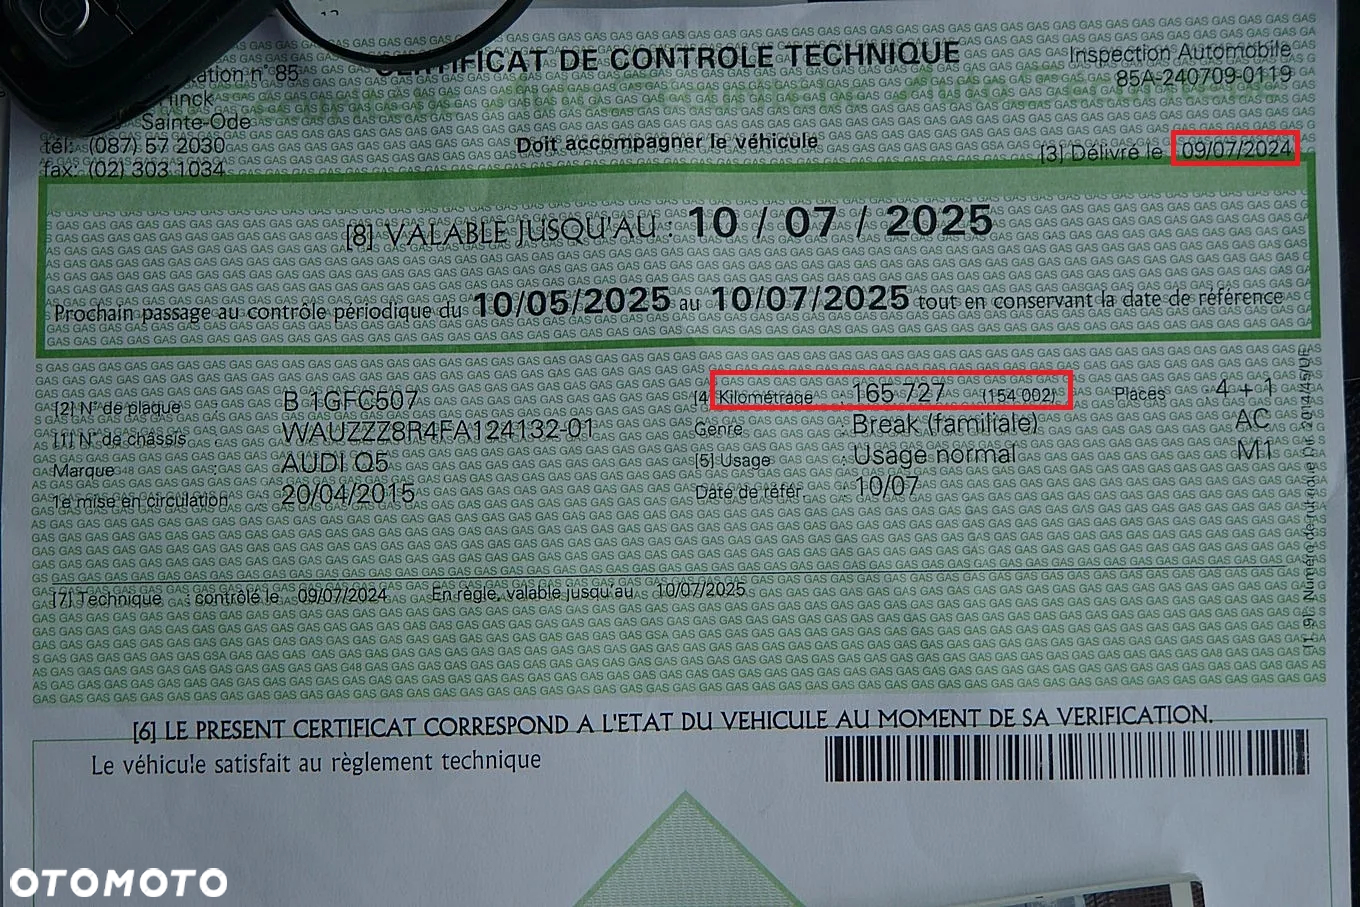 CERTIFICAT DE CONTROLE TECHNIQUE
Inspection Automobile
85A-240709-0119
tation n° 85
Sainte-Ode
tél: (087) 57 2030
fax: (02) 303 1034
Doit accompagner le véhicule
[3] Délivré le 09/07/2024
[8] VALABLE JUSQU'AU : 10 / 07 / 2025
Prochain passage au contrôle périodique du 10/05/2025 au 10/07/2025 tout en conservant la date de référence
[2] N° de plaque : B 1GFC507
[4 Kilométrage : 165 727 (154 002)
Places 4 + 1
[1] N° de châssis : WAUZZZ8R4FA124132-01
Genre : Break (familiale)
AC
Marque : AUDI Q5
[5] Usage : Usage normal
M1
1e mise en circulation : 20/04/2015
Date de référ. : 10/07
[7] Technique : contrôlé le 09/07/2024 En règle, valable jusqu'au 10/07/2025
[6] LE PRESENT CERTIFICAT CORRESPOND A L'ETAT DU VEHICULE AU MOMENT DE SA VERIFICATION.
Le véhicule satisfait au règlement technique
OTOMOTO